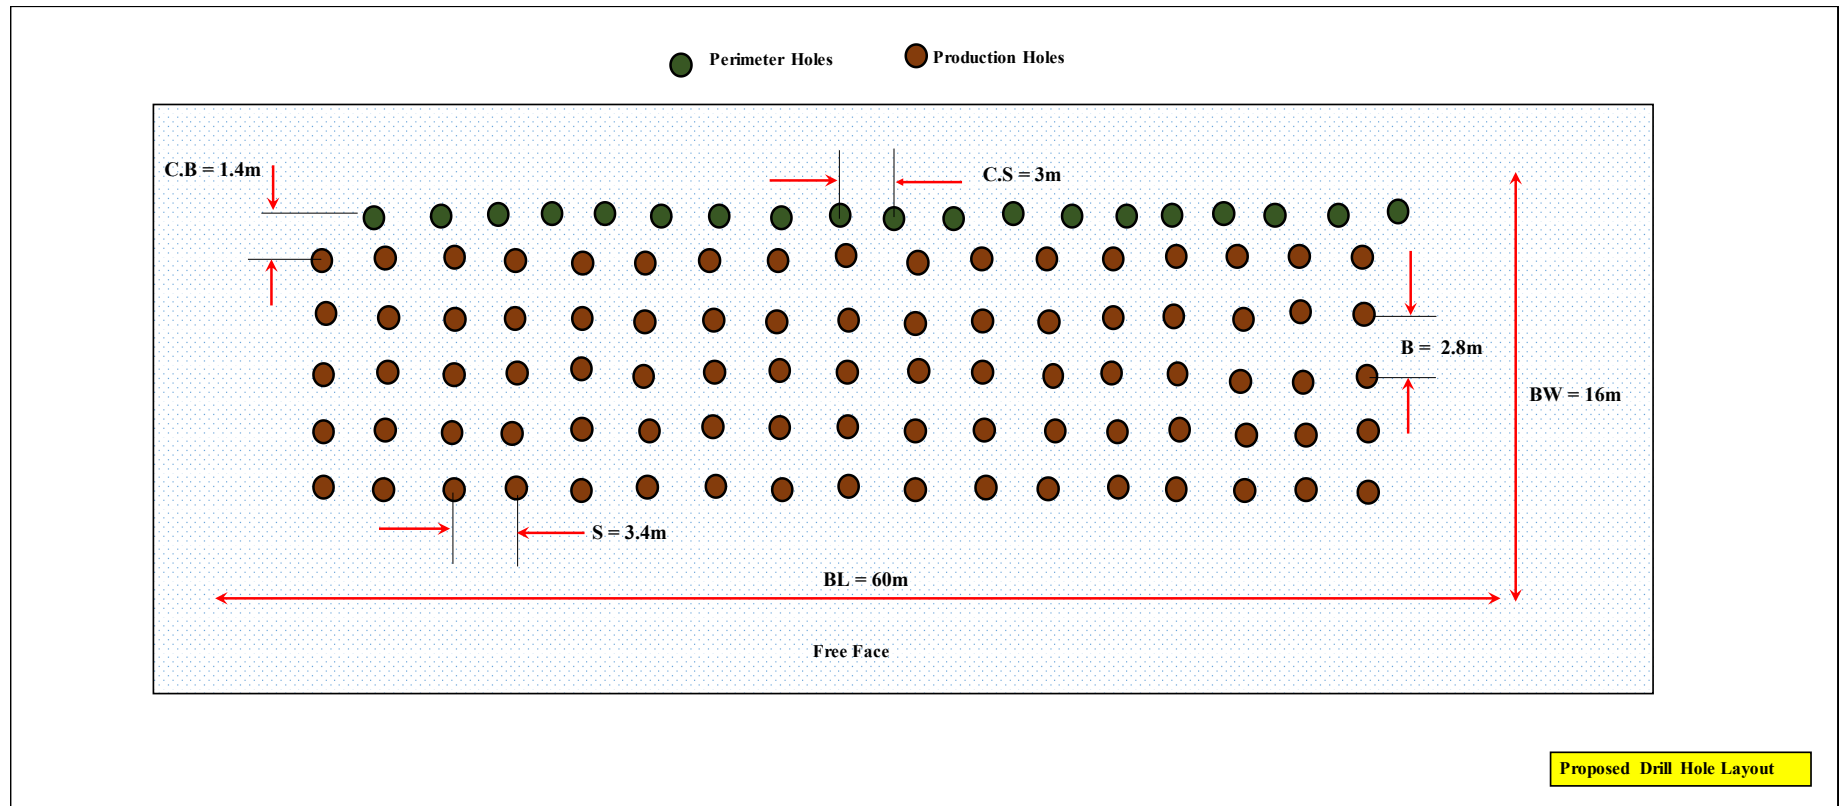 Perimeter Holes
Production Holes
C.B = 1.4m
C.S = 3m
B = 2.8m
BW = 16m
S = 3.4m
BL = 60m
Free Face
Proposed Drill Hole Layout